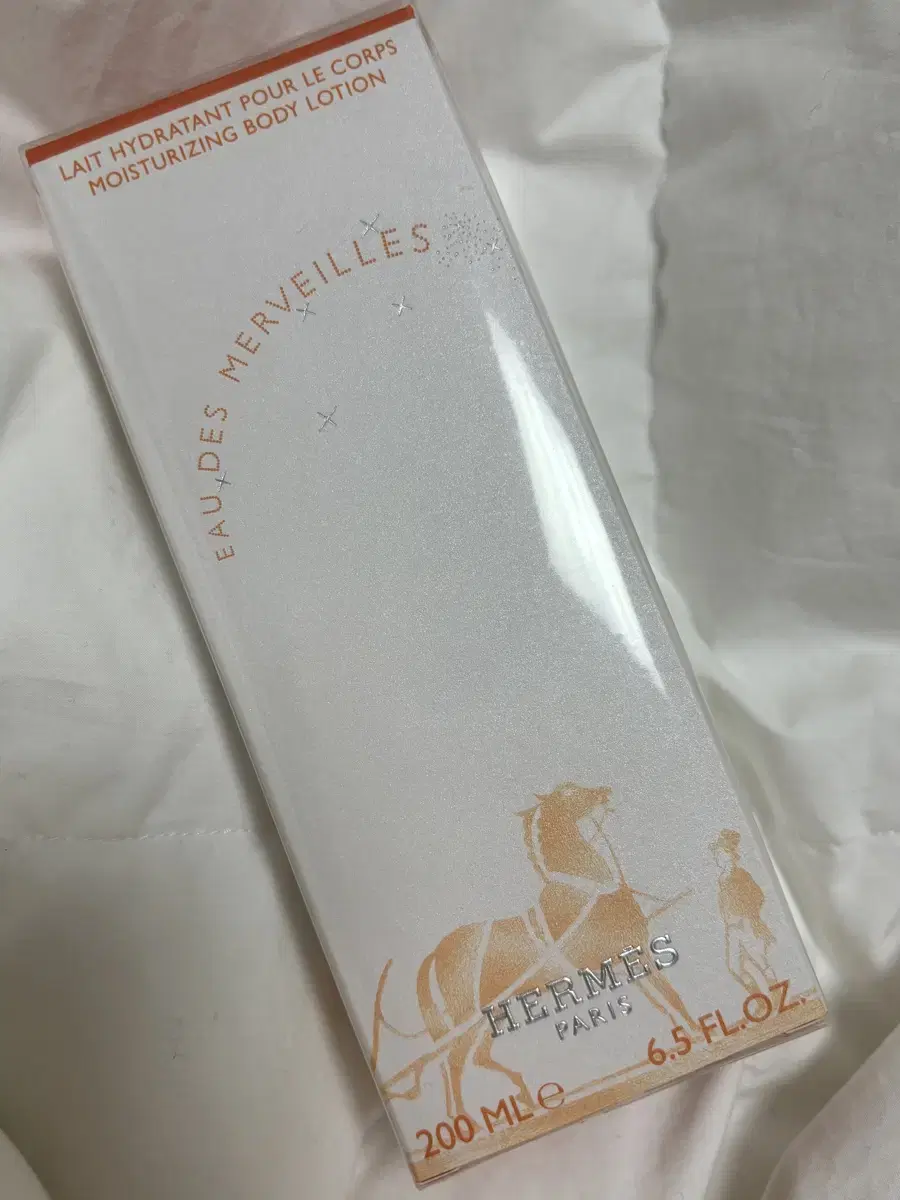 LAIT HYDRATANT POUR LE CORPS
MOISTURIZING BODY LOTION
EAU DES MERVEILLES
HERMÈS
PARIS
200 ML ℮
6.5 FL.OZ.